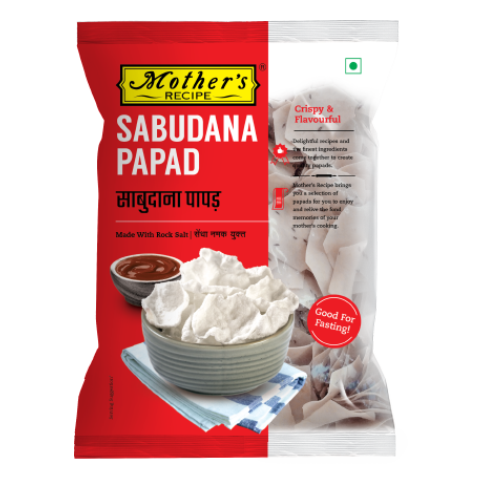 Mother's
RECIPE
®
SABUDANA
PAPAD
साबुदाना पापड़
Made With Rock Salt | सेंधा नमक युक्त
Crispy &
Flavourful
Delightful recipes and
the finest ingredients
come together to create
papads.
Mother's Recipe brings
you a selection of
papads for you to enjoy
and relive the food
memories of your
mother's cooking.
Good For
Fasting!